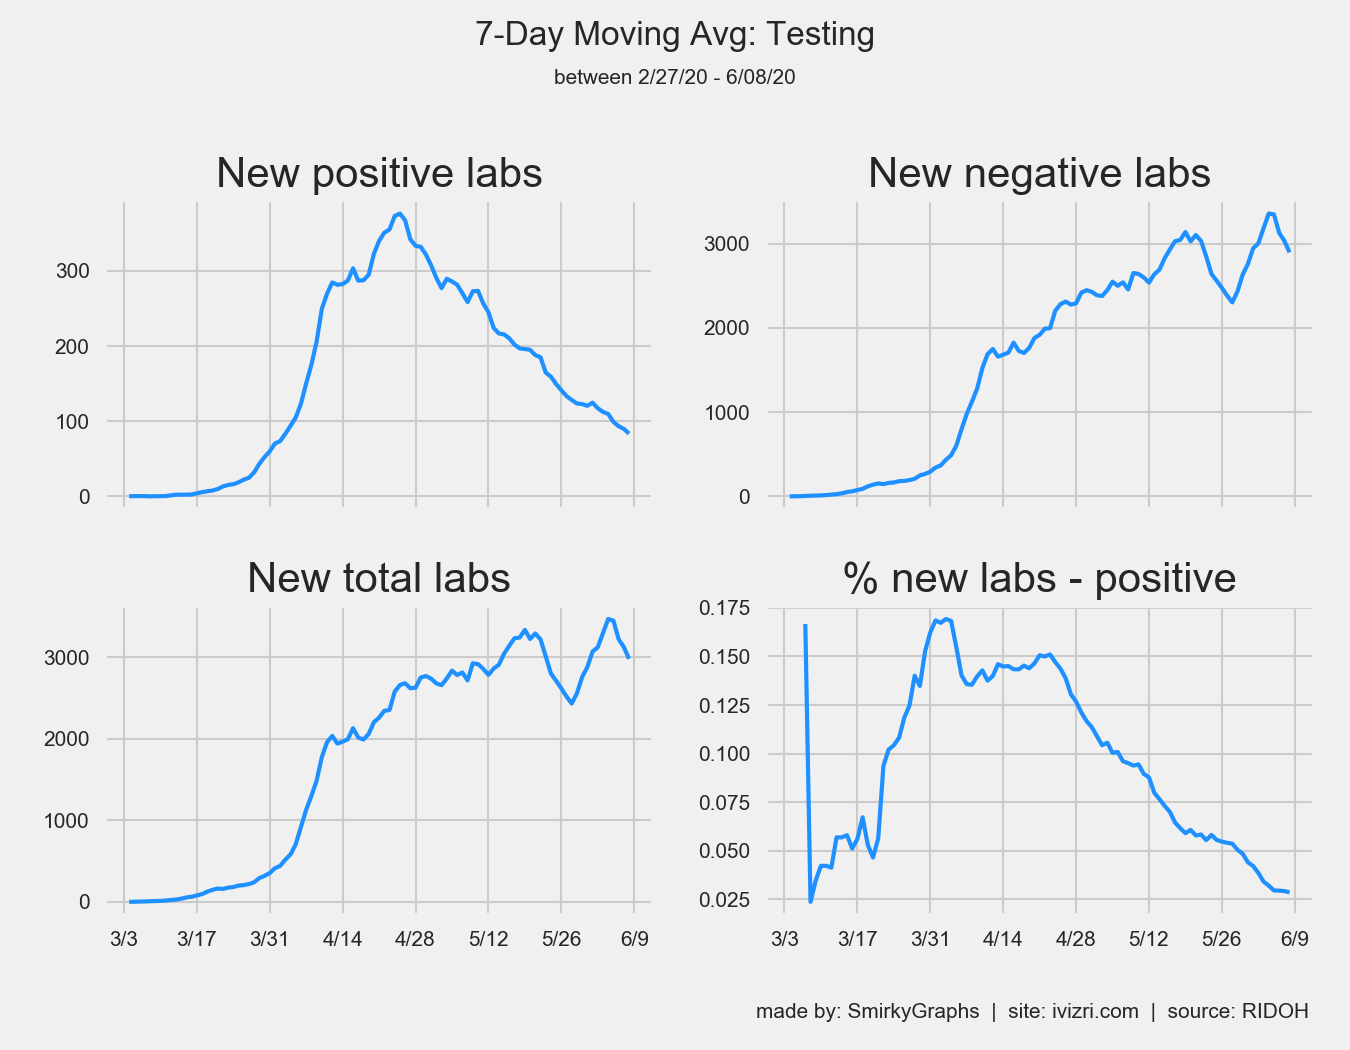 7-Day Moving Avg: Testing
between 2/27/20 - 6/08/20
New positive labs
300
200
100
0
New negative labs
3000
2000
1000
0
New total labs
3000
2000
1000
0
3/3 3/17 3/31 4/14 4/28 5/12 5/26 6/9
% new labs - positive
0.175
0.150
0.125
0.100
0.075
0.050
0.025
3/3 3/17 3/31 4/14 4/28 5/12 5/26 6/9
made by: SmirkyGraphs | site: ivizri.com | source: RIDOH